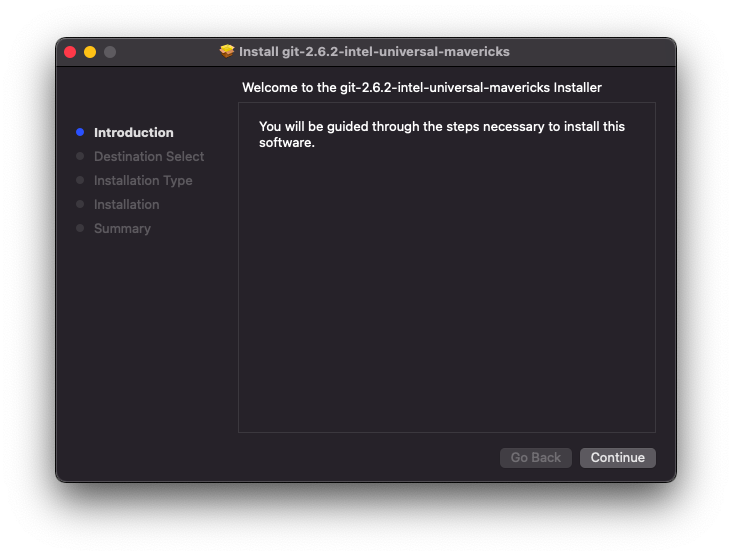 Install git-2.6.2-intel-universal-mavericks
Welcome to the git-2.6.2-intel-universal-mavericks Installer
Introduction
Destination Select
Installation Type
Installation
Summary
You will be guided through the steps necessary to install this
software.
Go Back
Continue